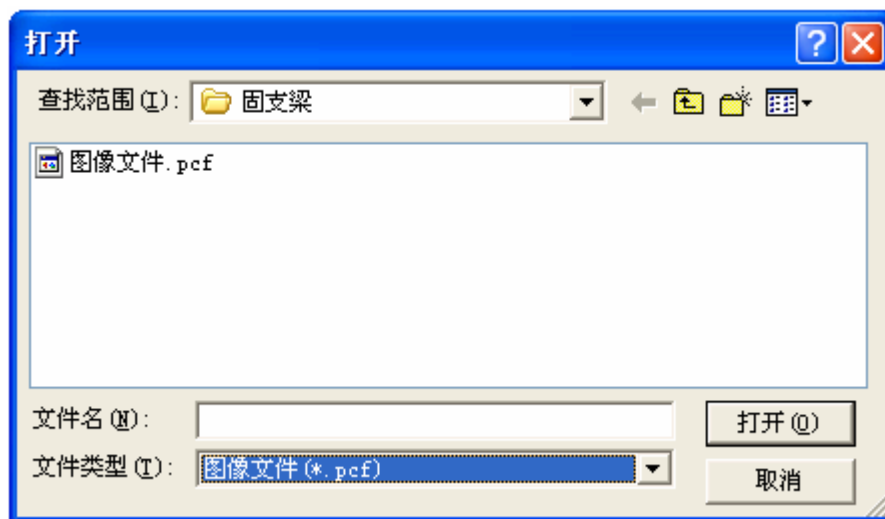 打开
查找范围(I): 固支梁
图像文件.pcf
文件名(N): 打开(O)
文件类型(T): 图像文件(*.pcf) 取消